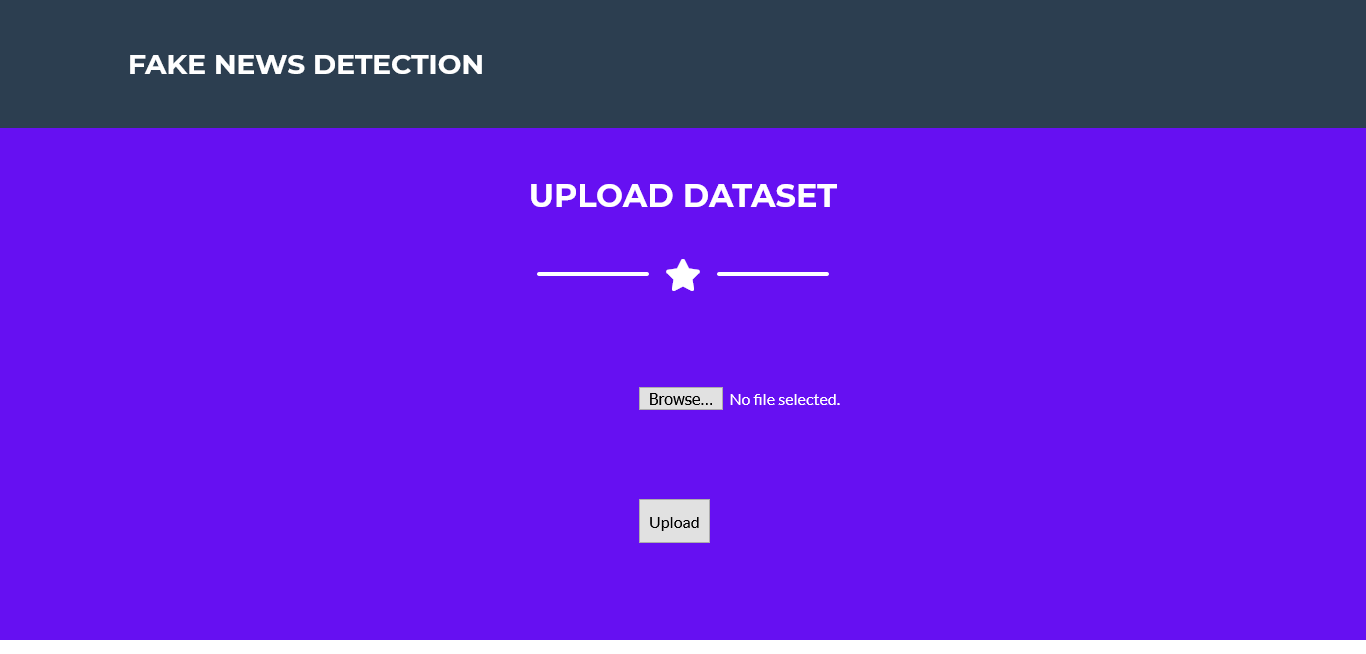 FAKE NEWS DETECTION
UPLOAD DATASET
Browse... No file selected.
Upload